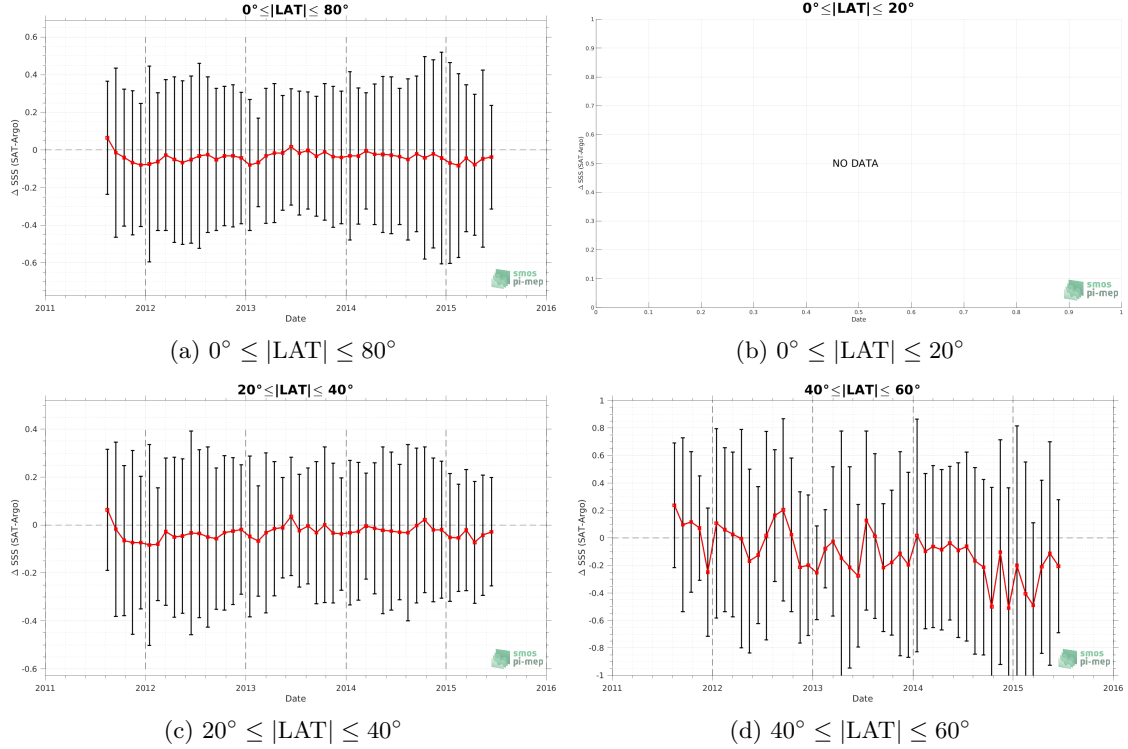 0°≤|LAT|≤ 80°
Δ SSS (SAT-Argo)
0.6
0.4
0.2
0
-0.2
-0.4
-0.6
2011 2012 2013 2014 2015 2016
Date
smos
pi-mep
(a) 0° ≤ |LAT| ≤ 80°
0°≤|LAT|≤ 20°
Δ SSS (SAT-Argo)
1
0.9
0.8
0.7
0.6
0.5
0.4
0.3
0.2
0.1
0
NO DATA
0 0.1 0.2 0.3 0.4 0.5 0.6 0.7 0.8 0.9 1
Date
smos
pi-mep
(b) 0° ≤ |LAT| ≤ 20°
20°≤|LAT|≤ 40°
Δ SSS (SAT-Argo)
0.4
0.2
0
-0.2
-0.4
-0.6
2011 2012 2013 2014 2015 2016
Date
smos
pi-mep
(c) 20° ≤ |LAT| ≤ 40°
40°≤|LAT|≤ 60°
Δ SSS (SAT-Argo)
1
0.8
0.6
0.4
0.2
0
-0.2
-0.4
-0.6
-0.8
-1
2011 2012 2013 2014 2015 2016
Date
smos
pi-mep
(d) 40° ≤ |LAT| ≤ 60°